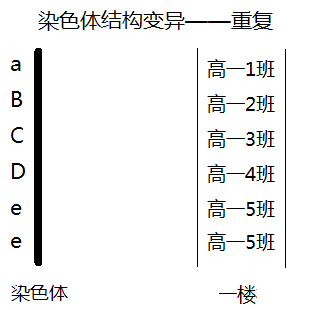 染色体结构变异——重复
a 高一1班
B 高一2班
C 高一3班
D 高一4班
e 高一5班
e 高一5班
染色体 一楼